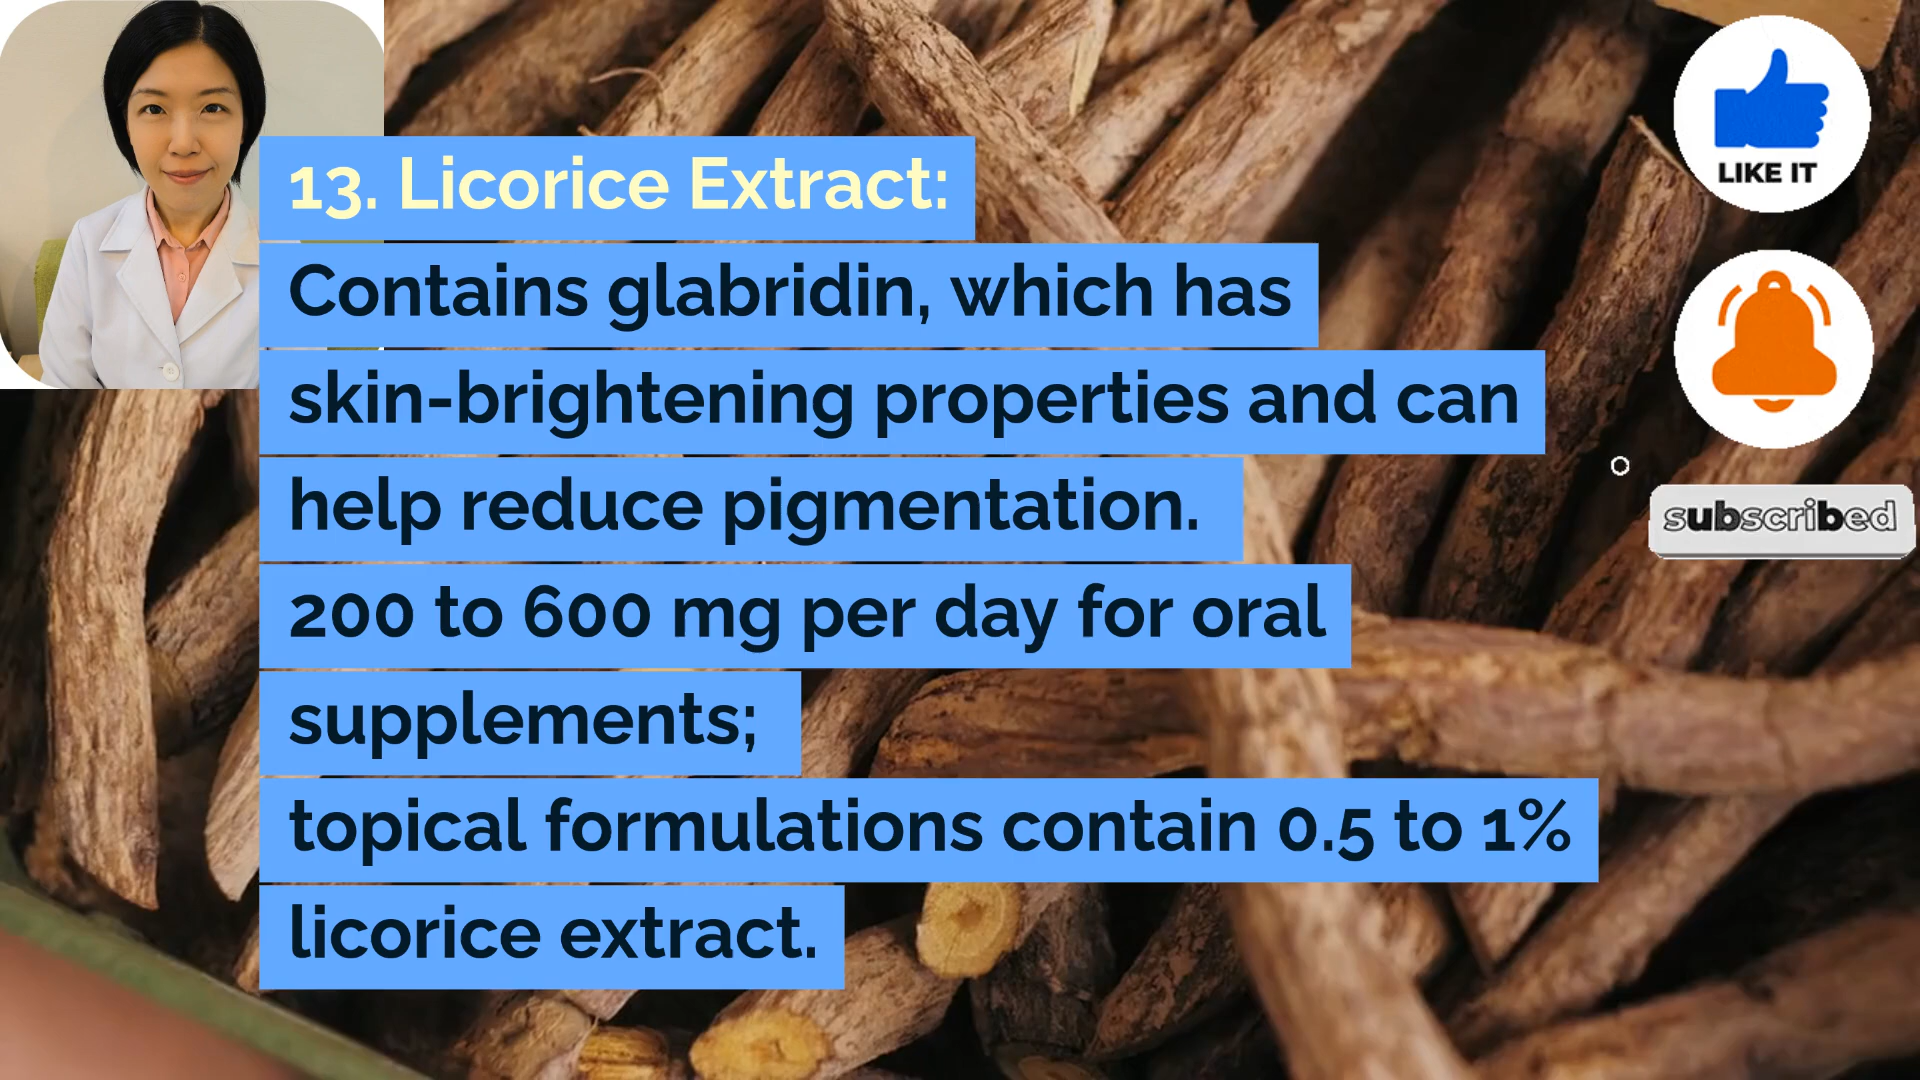 13. Licorice Extract:
Contains glabridin, which has
skin-brightening properties and can
help reduce pigmentation.
200 to 600 mg per day for oral
supplements;
topical formulations contain 0.5 to 1%
licorice extract.
LIKE IT
subscribed